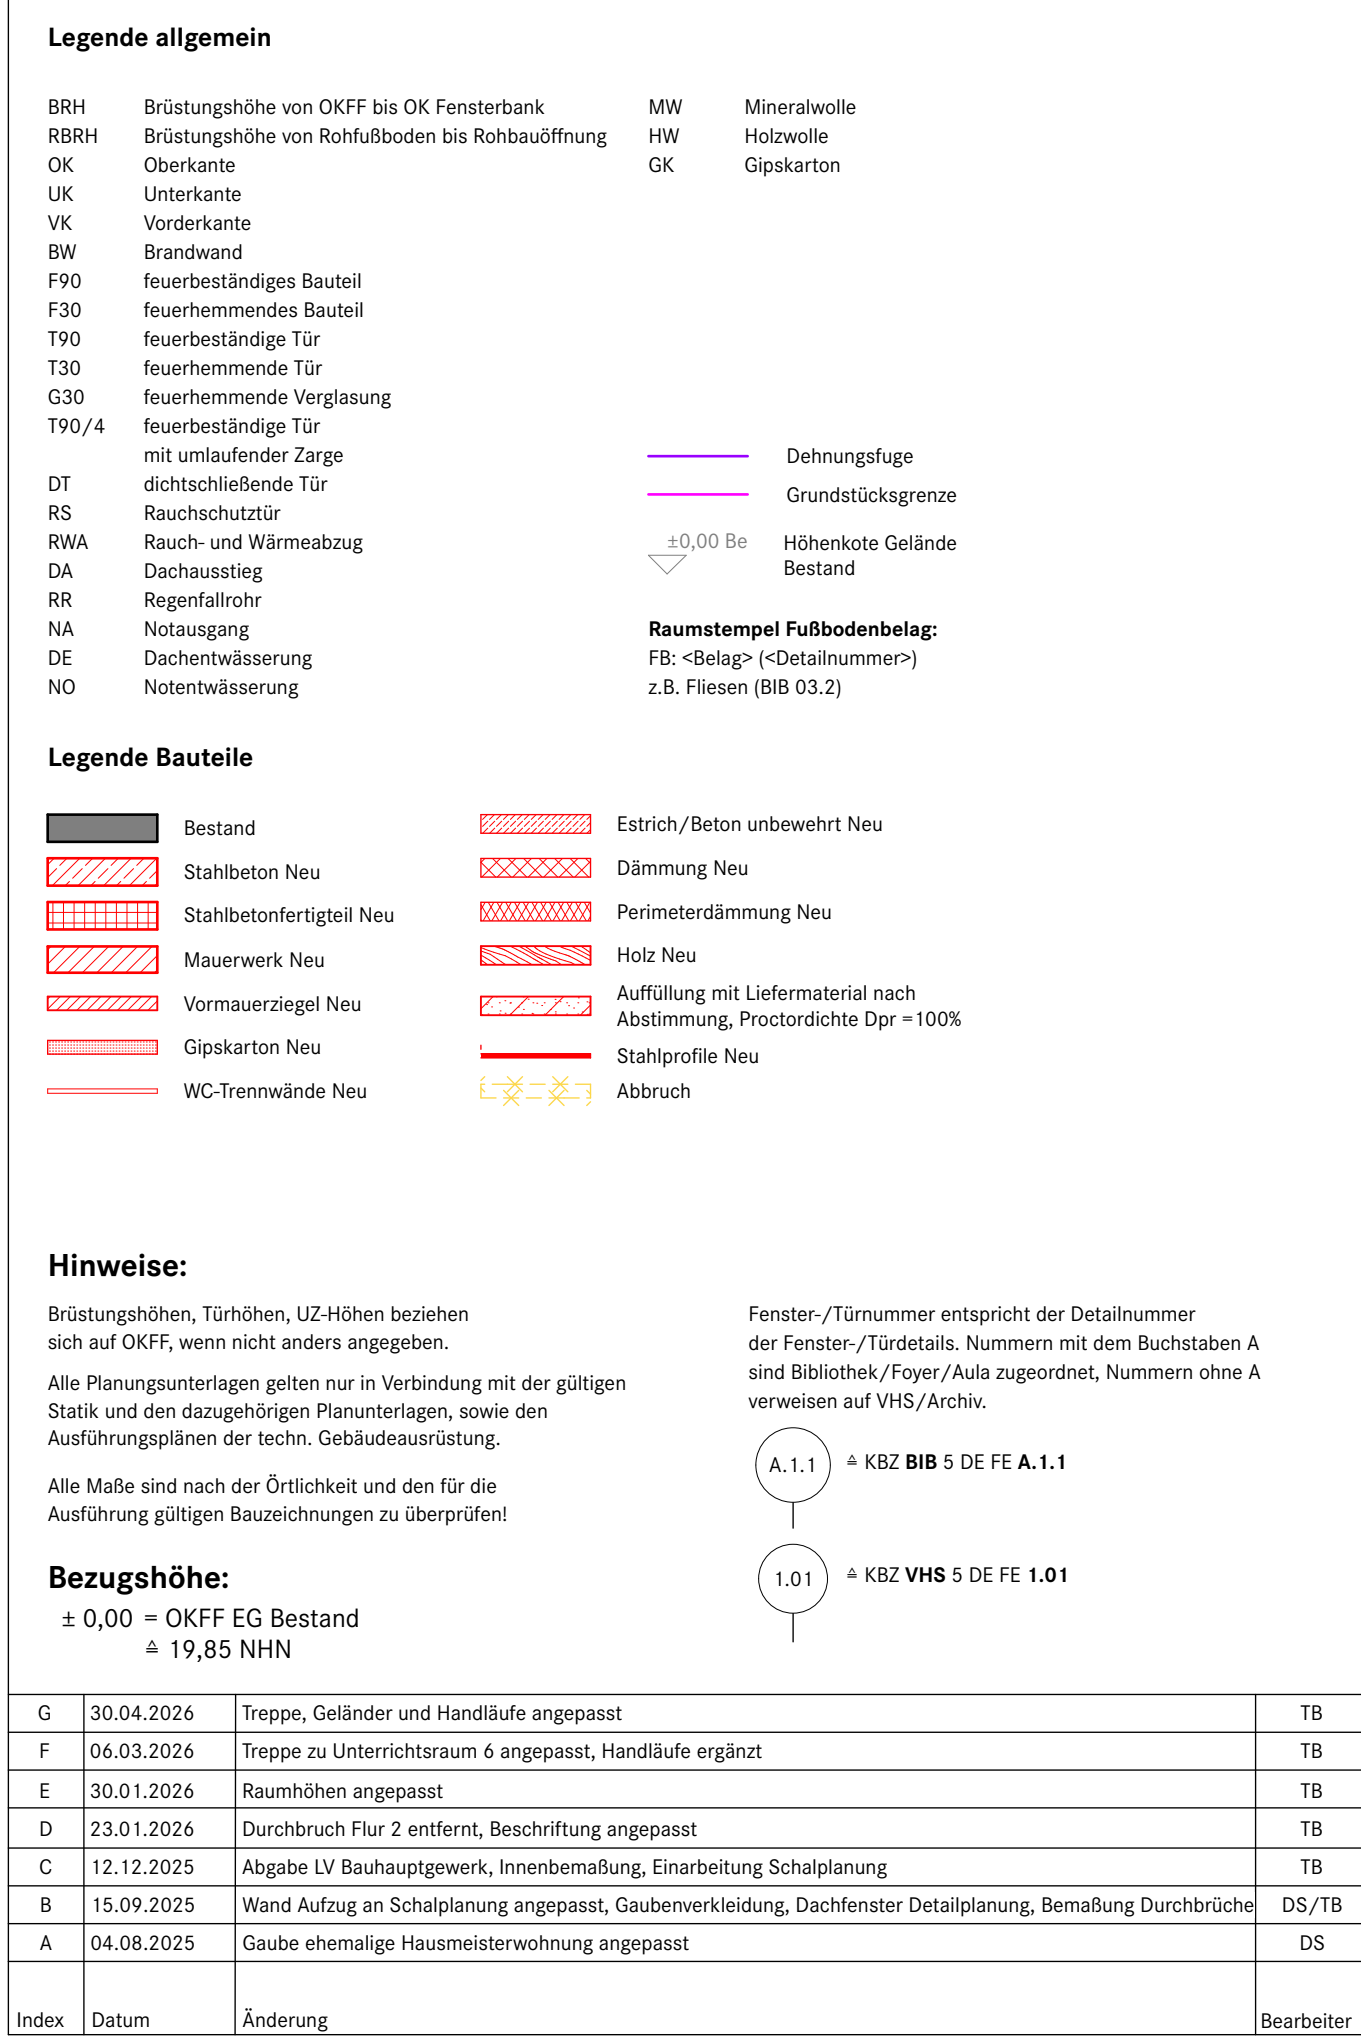 Legende allgemein
BRH Brüstungshöhe von OKFF bis OK Fensterbank
RBRH Brüstungshöhe von Rohfußboden bis Rohbauöffnung
OK Oberkante
UK Unterkante
VK Vorderkante
BW Brandwand
F90 feuerbeständiges Bauteil
F30 feuerhemmendes Bauteil
T90 feuerbeständige Tür
T30 feuerhemmende Tür
G30 feuerhemmende Verglasung
T90/4 feuerbeständige Tür
mit umlaufender Zarge
DT dichtschließende Tür
RS Rauchschutztür
RWA Rauch- und Wärmeabzug
DA Dachausstieg
RR Regenfallrohr
NA Notausgang
DE Dachentwässerung
NO Notentwässerung
MW Mineralwolle
HW Holzwolle
GK Gipskarton
Dehnungsfuge
Grundstücksgrenze
±0,00 Be Höhenkote Gelände
Bestand
Raumstempel Fußbodenbelag:
FB: <Belag> (<Detailnummer>)
z.B. Fliesen (BIB 03.2)
Legende Bauteile
Bestand
Stahlbeton Neu
Stahlbetonfertigteil Neu
Mauerwerk Neu
Vormauerziegel Neu
Gipskarton Neu
WC-Trennwände Neu
Estrich/Beton unbewehrt Neu
Dämmung Neu
Perimeterdämmung Neu
Holz Neu
Auffüllung mit Liefermaterial nach
Abstimmung, Proctordichte Dpr =100%
Stahlprofile Neu
Abbruch
Hinweise:
Brüstungshöhen, Türhöhen, UZ-Höhen beziehen
sich auf OKFF, wenn nicht anders angegeben.
Alle Planungsunterlagen gelten nur in Verbindung mit der gültigen
Statik und den dazugehörigen Planunterlagen, sowie den
Ausführungsplänen der techn. Gebäudeausrüstung.
Alle Maße sind nach der Örtlichkeit und den für die
Ausführung gültigen Bauzeichnungen zu überprüfen!
Bezugshöhe:
± 0,00 = OKFF EG Bestand
≙ 19,85 NHN
Fenster-/Türnummer entspricht der Detailnummer
der Fenster-/Türdetails. Nummern mit dem Buchstaben A
sind Bibliothek/Foyer/Aula zugeordnet, Nummern ohne A
verweisen auf VHS/Archiv.
A.1.1 ≙ KBZ BIB 5 DE FE A.1.1
1.01 ≙ KBZ VHS 5 DE FE 1.01
G 30.04.2026 Treppe, Geländer und Handläufe angepasst TB
F 06.03.2026 Treppe zu Unterrichtsraum 6 angepasst, Handläufe ergänzt TB
E 30.01.2026 Raumhöhen angepasst TB
D 23.01.2026 Durchbruch Flur 2 entfernt, Beschriftung angepasst TB
C 12.12.2025 Abgabe LV Bauhauptgewerk, Innenbemaßung, Einarbeitung Schalplanung TB
B 15.09.2025 Wand Aufzug an Schalplanung angepasst, Gaubenverkleidung, Dachfenster Detailplanung, Bemaßung Durchbrüche DS/TB
A 04.08.2025 Gaube ehemalige Hausmeisterwohnung angepasst DS
Index Datum Änderung Bearbeiter